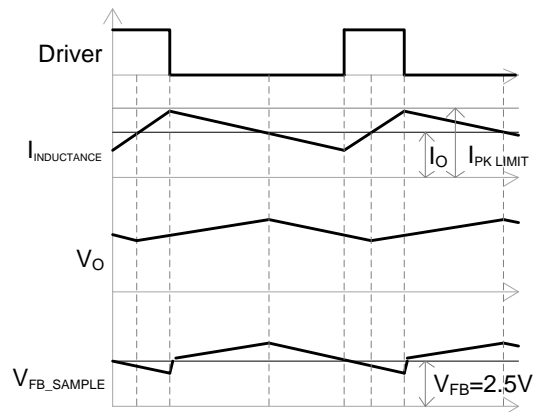 Driver
I_INDUCTANCE
I_O
I_PK LIMIT
V_O
V_FB_SAMPLE
V_FB=2.5V